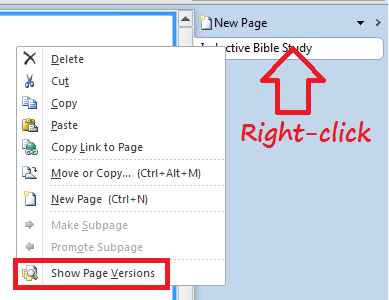 New Page
Inductive Bible Study
Right-click
Delete
Cut
Copy
Paste
Copy Link to Page
Move or Copy... (Ctrl+Alt+M)
New Page (Ctrl+N)
Make Subpage
Promote Subpage
Show Page Versions